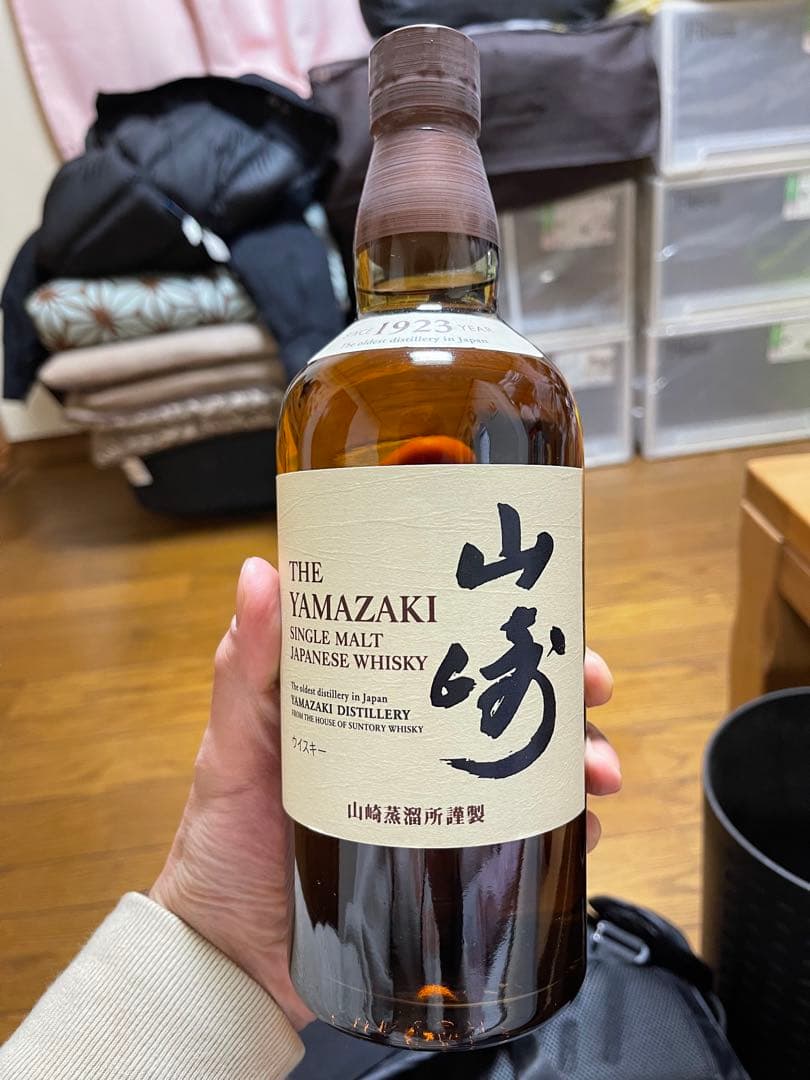 SINCE 1923 YEAR
The oldest distillery in Japan
THE
YAMAZAKI
SINGLE MALT
JAPANESE WHISKY
The oldest distillery in Japan
YAMAZAKI DISTILLERY
FROM THE HOUSE OF SUNTORY WHISKY
ウイスキー
山崎
山崎蒸溜所謹製